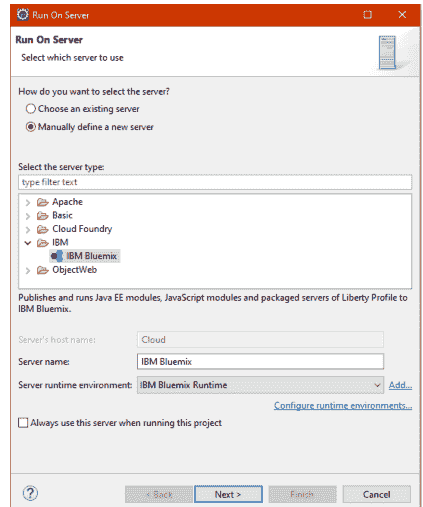 Run On Server
Run On Server
Select which server to use
How do you want to select the server?
Choose an existing server
Manually define a new server
Select the server type:
type filter text
Apache
Basic
Cloud Foundry
IBM
IBM Bluemix
ObjectWeb
Publishes and runs Java EE modules, JavaScript modules and packaged servers of Liberty Profile to
IBM Bluemix.
Server's host name: Cloud
Server name: IBM Bluemix
Server runtime environment: IBM Bluemix Runtime Add...
Configure runtime environments...
Always use this server when running this project
? < Back Next > Finish Cancel